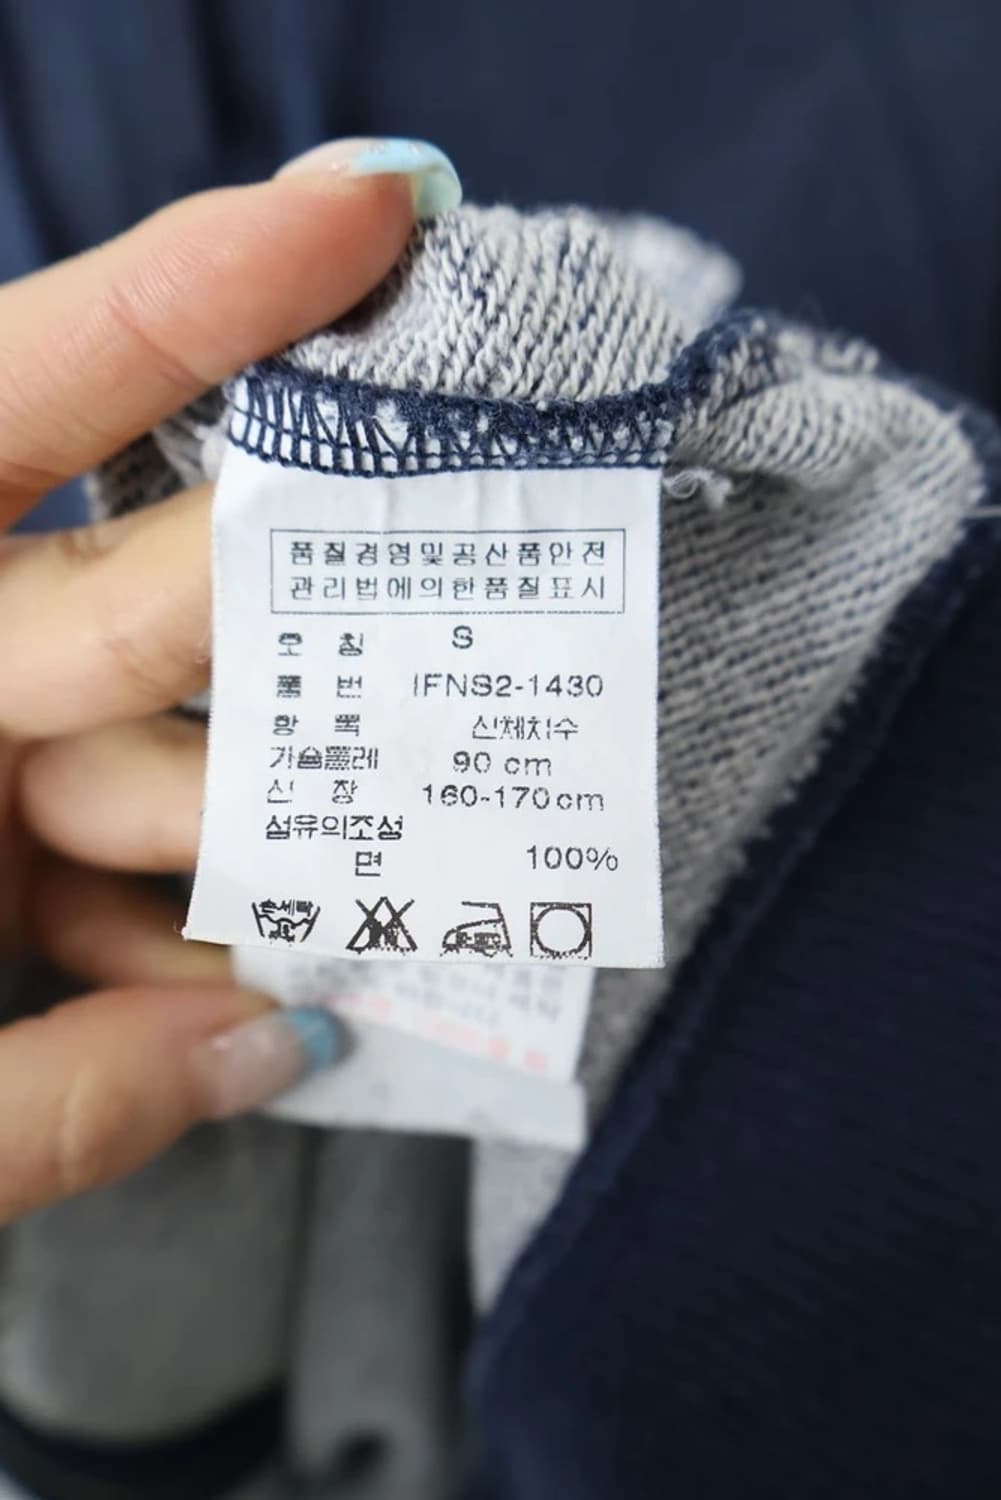 품질경영및공산품안전
관리법에의한품질표시
호 칭 S
품 번 IFNS2-1430
항 목 신체치수
가슴둘레 90 cm
신 장 160-170cm
섬유의조성
면 100%
손세탁